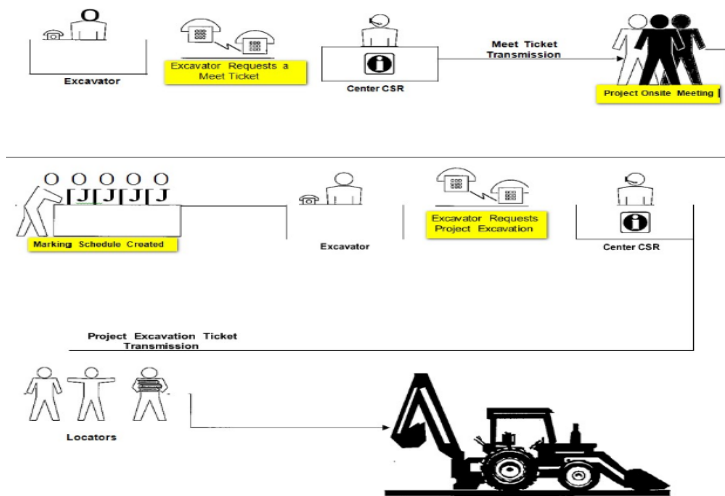 Excavator
Excavator Requests a
Meet Ticket
Center CSR
Meet Ticket
Transmission
Project Onsite Meeting
Marking Schedule Created
Excavator
Excavator Requests
Project Excavation
Center CSR
Project Excavation Ticket
Transmission
Locators